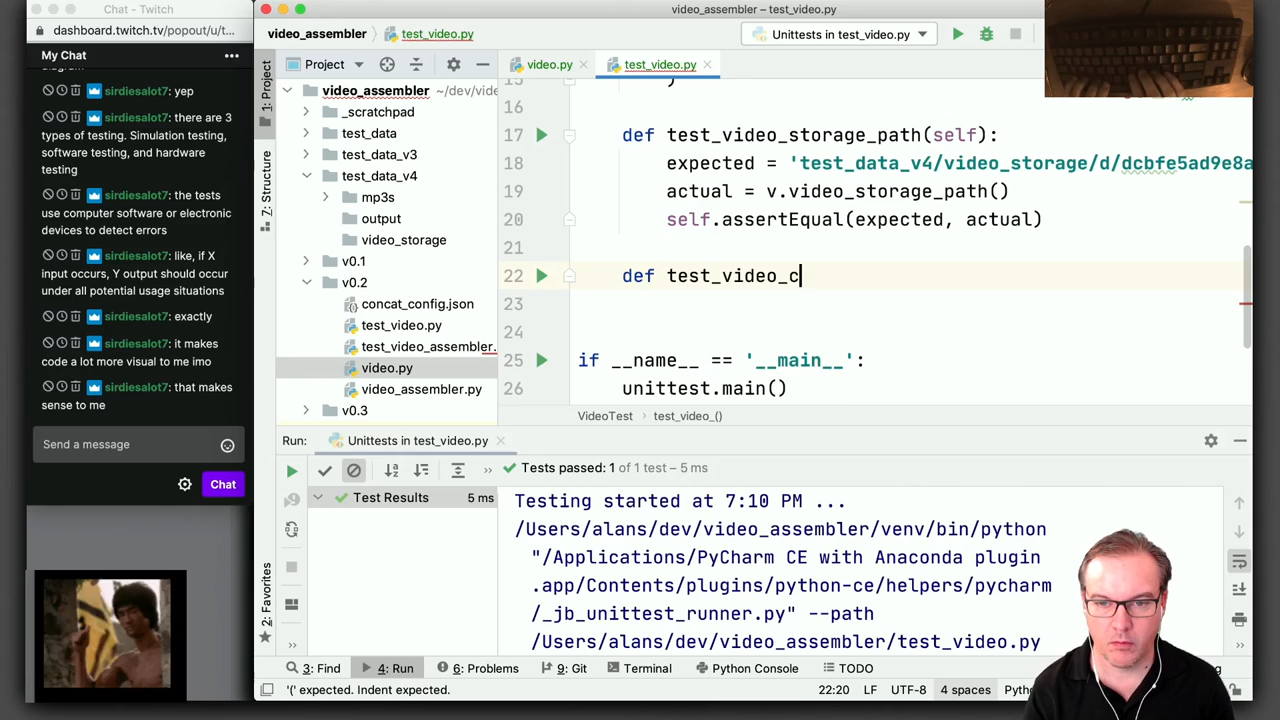 Chat - Twitch
dashboard.twitch.tv/popout/u/t...
My Chat
sirdiesalot7: yep
sirdiesalot7: there are 3
types of testing. Simulation testing,
software testing, and hardware
testing
sirdiesalot7: the tests
use computer software or electronic
devices to detect errors
sirdiesalot7: like, if X
input occurs, Y output should occur
under all potential usage situations
sirdiesalot7: exactly
sirdiesalot7: it makes
code a lot more visual to me imo
sirdiesalot7: that makes
sense to me
Send a message
Chat
video_assembler – test_video.py
video_assembler
test_video.py
Unittests in test_video.py
1: Project
7: Structure
2: Favorites
Project
video_assembler ~/dev/vide
_scratchpad
test_data
test_data_v3
test_data_v4
mp3s
output
video_storage
v0.1
v0.2
concat_config.json
test_video.py
test_video_assembler.
video.py
video_assembler.py
v0.3
video.py
test_video.py
15 )
16
17 def test_video_storage_path(self):
18 expected = 'test_data_v4/video_storage/d/dcbfe5ad9e8a
19 actual = v.video_storage_path()
20 self.assertEqual(expected, actual)
21
22 def test_video_c
23
24
25 if __name__ == '__main__':
26 unittest.main()
VideoTest test_video_()
Run: Unittests in test_video.py
Tests passed: 1 of 1 test – 5 ms
Test Results 5 ms
Testing started at 7:10 PM ...
/Users/alans/dev/video_assembler/venv/bin/python
"/Applications/PyCharm CE with Anaconda plugin
.app/Contents/plugins/python-ce/helpers/pycharm
/_jb_unittest_runner.py" --path
/Users/alans/dev/video_assembler/test_video.py
3: Find 4: Run 6: Problems 9: Git Terminal Python Console TODO
'(' expected. Indent expected. 22:20 LF UTF-8 4 spaces